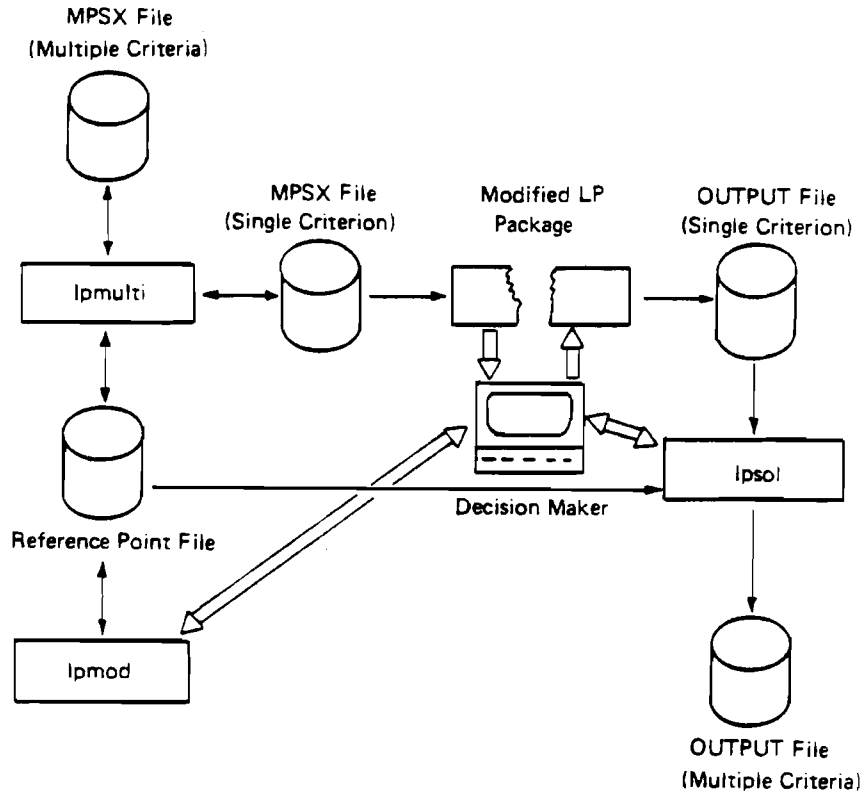 MPSX File
(Multiple Criteria)
MPSX File
(Single Criterion)
Modified LP
Package
OUTPUT File
(Single Criterion)
lpmulti
lpsol
Decision Maker
Reference Point File
lpmod
OUTPUT File
(Multiple Criteria)